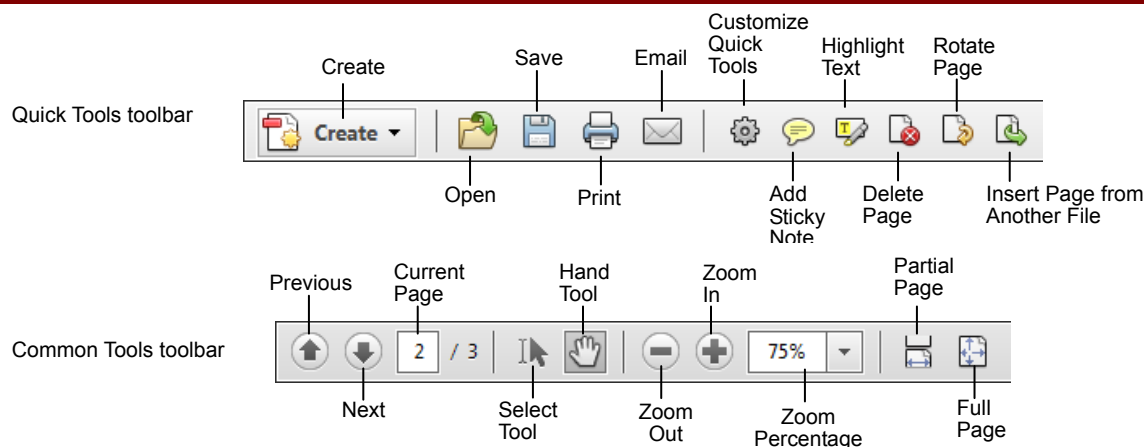 Customize
Quick
Tools
Highlight
Text
Rotate
Page
Create
Save
Email
Quick Tools toolbar
Create
T
Open
Print
Add
Sticky
Note
Delete
Page
Insert Page from
Another File
Previous
Current
Page
Hand
Tool
Zoom
In
Partial
Page
Common Tools toolbar
2 / 3
75%
Next
Select
Tool
Zoom
Out
Zoom
Percentage
Full
Page